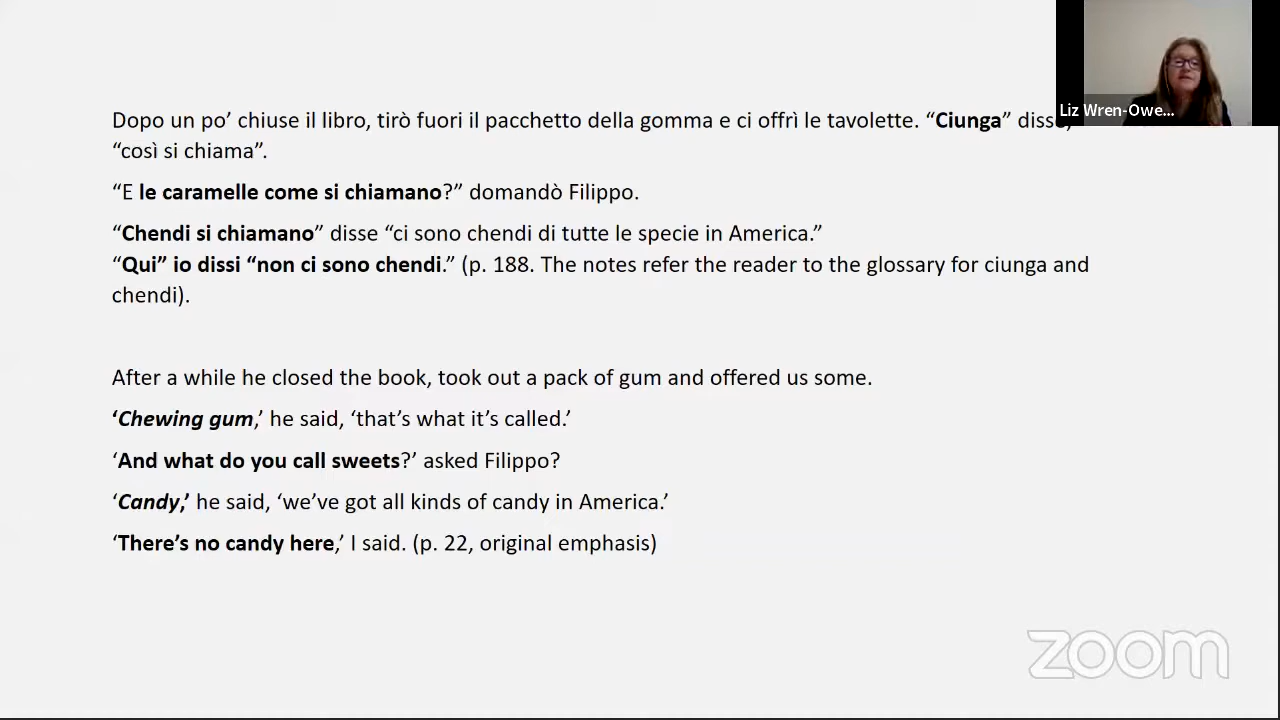 Dopo un po’ chiuse il libro, tirò fuori il pacchetto della gomma e ci offrì le tavolette. “Ciunga” disse,
“così si chiama”.
“E le caramelle come si chiamano?” domandò Filippo.
“Chendi si chiamano” disse “ci sono chendi di tutte le specie in America.”
“Qui” io dissi “non ci sono chendi.” (p. 188. The notes refer the reader to the glossary for ciunga and
chendi).
After a while he closed the book, took out a pack of gum and offered us some.
‘Chewing gum,’ he said, ‘that’s what it’s called.’
‘And what do you call sweets?’ asked Filippo?
‘Candy,’ he said, ‘we’ve got all kinds of candy in America.’
‘There’s no candy here,’ I said. (p. 22, original emphasis)
Liz Wren-Owe...
zoom